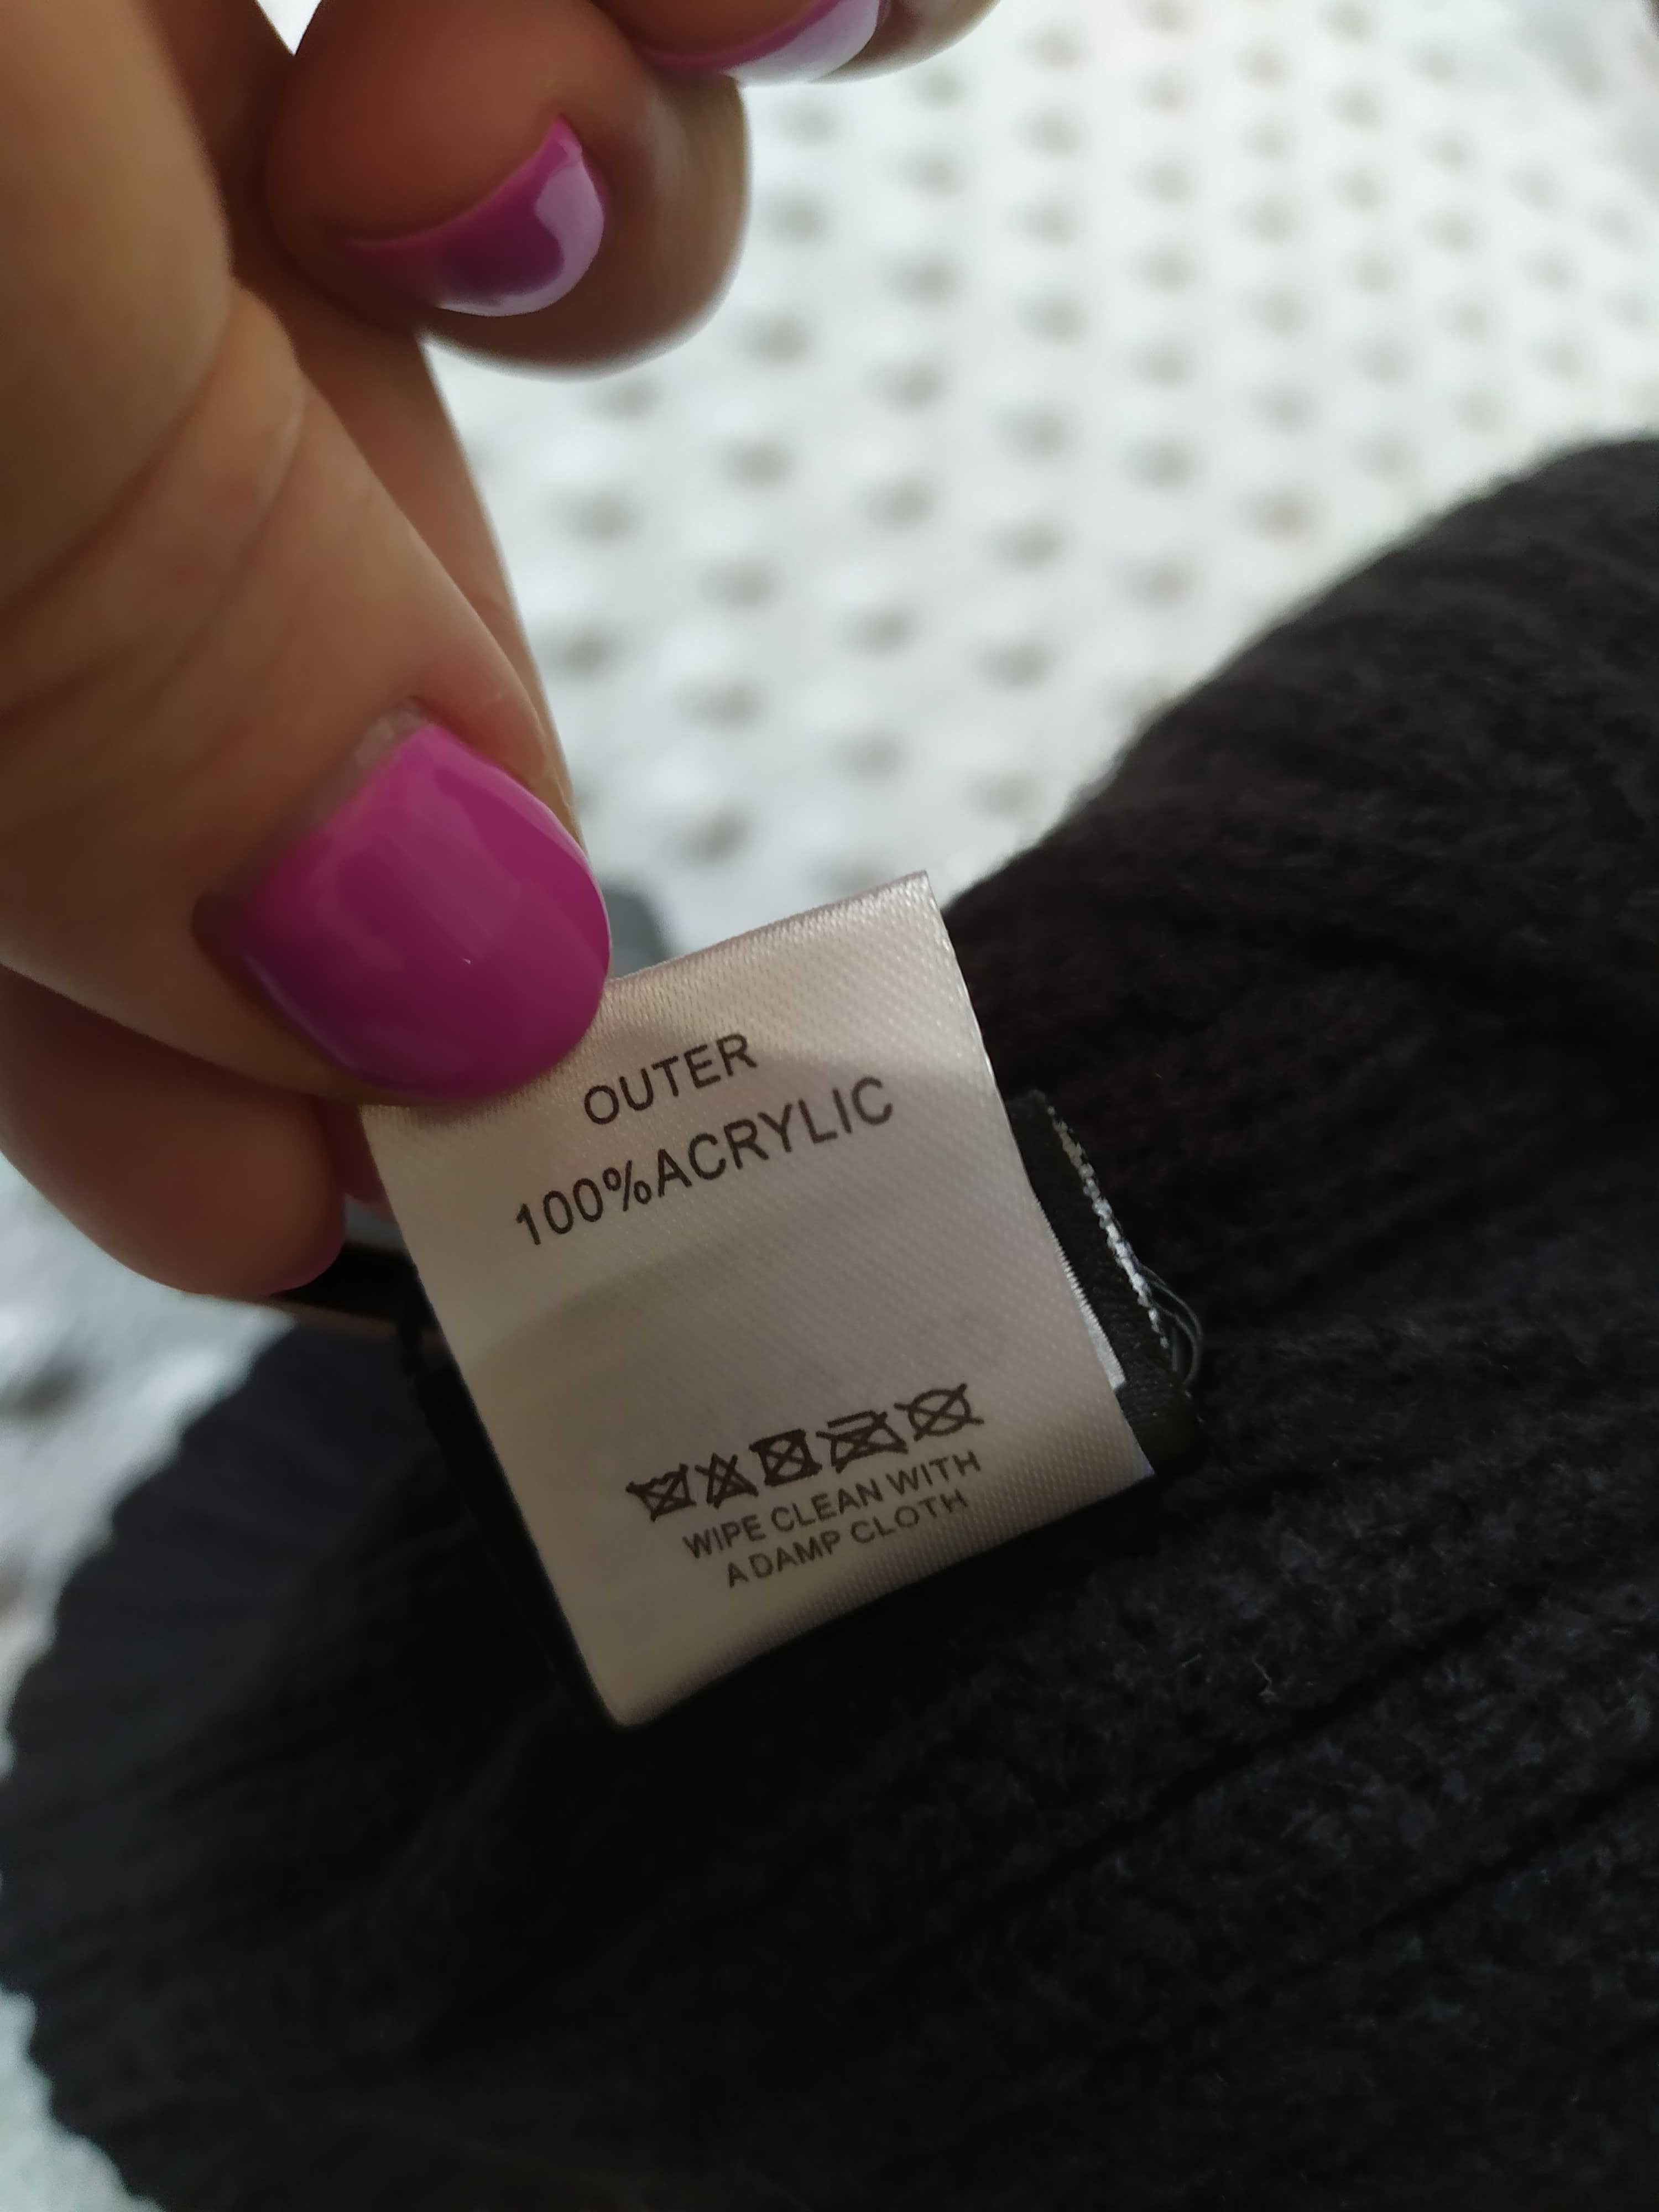 OUTER
100%ACRYLIC
WIPE CLEAN WITH
A DAMP CLOTH